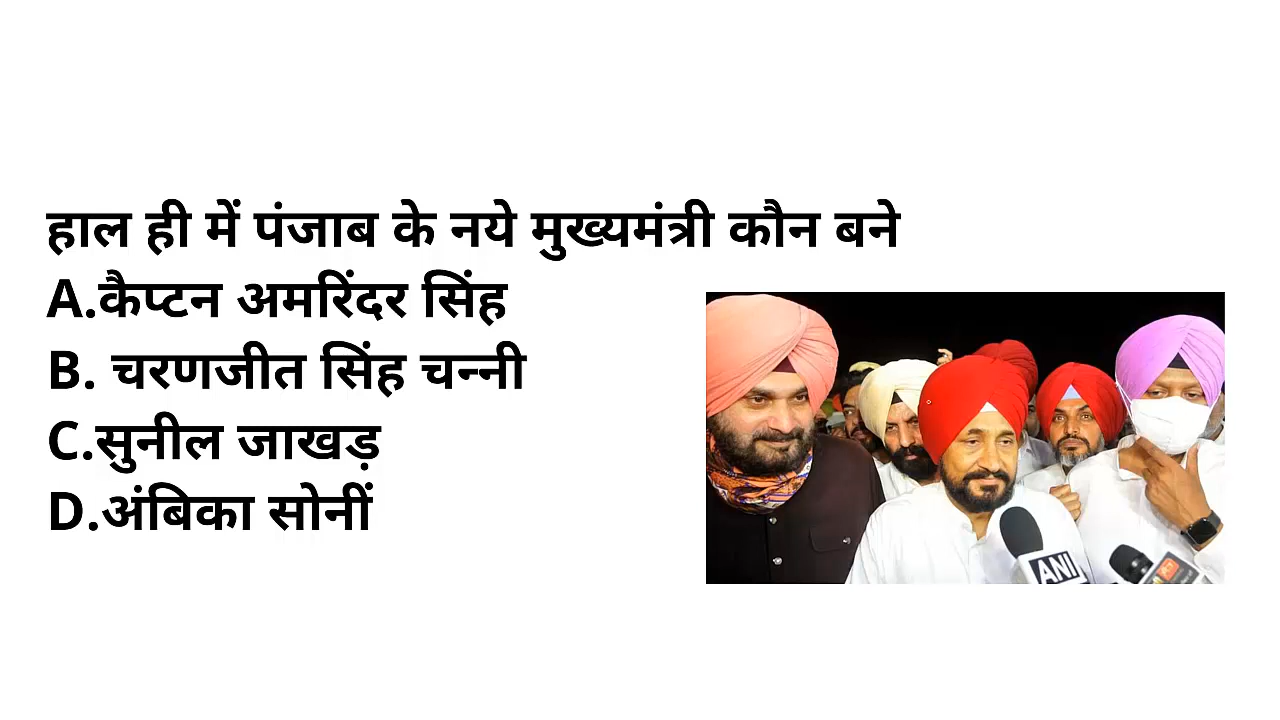 हाल ही में पंजाब के नये मुख्यमंत्री कौन बने
A.कैप्टन अमरिंदर सिंह
B. चरणजीत सिंह चन्नी
C.सुनील जाखड़
D.अंबिका सोनीं
ANI